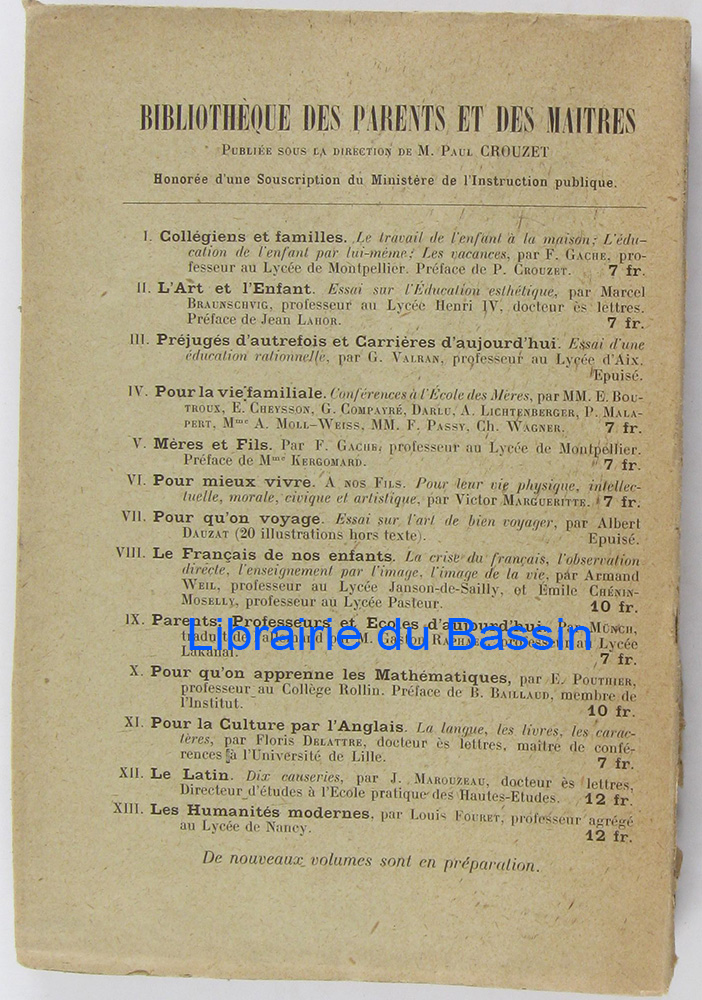 BIBLIOTHÈQUE DES PARENTS ET DES MAITRES
PUBLIÉE SOUS LA DIRECTION DE M. PAUL CROUZET
Honorée d'une Souscription du Ministère de l'Instruction publique.
I. Collégiens et familles. Le travail de l'enfant à la maison; L'édu-
cation de l'enfant par lui-même; Les vacances, par F. GACHE, pro-
fesseur au Lycée de Montpellier. Préface de P. CROUZET. 7 fr.
II. L'Art et l'Enfant. Essai sur l'Éducation esthétique, par Marcel
BRAUNSCHVIG, professeur au Lycée Henri IV, docteur ès lettres.
Préface de Jean LAHOR. 7 fr.
III. Préjugés d'autrefois et Carrières d'aujourd'hui. Essai d'une
éducation rationnelle, par G. VALRAN, professeur au Lycée d'Aix.
Epuisé.
IV. Pour la vie familiale. Conférences à l'École des Mères, par MM. E. BOU-
TROUX, E. CHEYSSON, G. COMPAYRÉ, DARLU, A. LICHTENBERGER, P. MALA-
PERT, Mme A. MOLL-WEISS, MM. F. PASSY, CH. WAGNER. 7 fr.
V. Mères et Fils. Par F. GACHE, professeur au Lycée de Montpellier.
Préface de Mme KERGOMARD. 7 fr.
VI. Pour mieux vivre. A NOS FILS. Pour leur vie physique, intellec-
tuelle, morale, civique et artistique, par Victor MARGUERITTE. 7 fr.
VII. Pour qu'on voyage. Essai sur l'art de bien voyager, par Albert
DAUZAT (20 illustrations hors texte). Epuisé.
VIII. Le Français de nos enfants. La crise du français, l'observation
directe, l'enseignement par l'image, l'image de la vie, par Armand
WEIL, professeur au Lycée Janson-de-Sailly, et Émile CHÉNIN-
MOSELLY, professeur au Lycée Pasteur. 10 fr.
IX. Parents, Professeurs et Ecoles d'aujourd'hui. Par MÜNCH,
traduit de l'allemand par M. Gaston RAPHAEL, professeur au Lycée
Librairie du Bassin
Lakanal. 7 fr.
X. Pour qu'on apprenne les Mathématiques, par E. POUTHIER,
professeur au Collège Rollin. Préface de B. BAILLAUD, membre de
l'Institut. 10 fr.
XI. Pour la Culture par l'Anglais. La langue, les livres, les carac-
tères, par Floris DELATTRE, docteur ès lettres, maître de confé-
rences à l'Université de Lille. 7 fr.
XII. Le Latin. Dix causeries, par J. MAROUZEAU, docteur ès lettres,
Directeur d'études à l'École pratique des Hautes-Etudes. 12 fr.
XIII. Les Humanités modernes, par Louis FOURET, professeur agrégé
au Lycée de Nancy. 12 fr.
De nouveaux volumes sont en préparation.